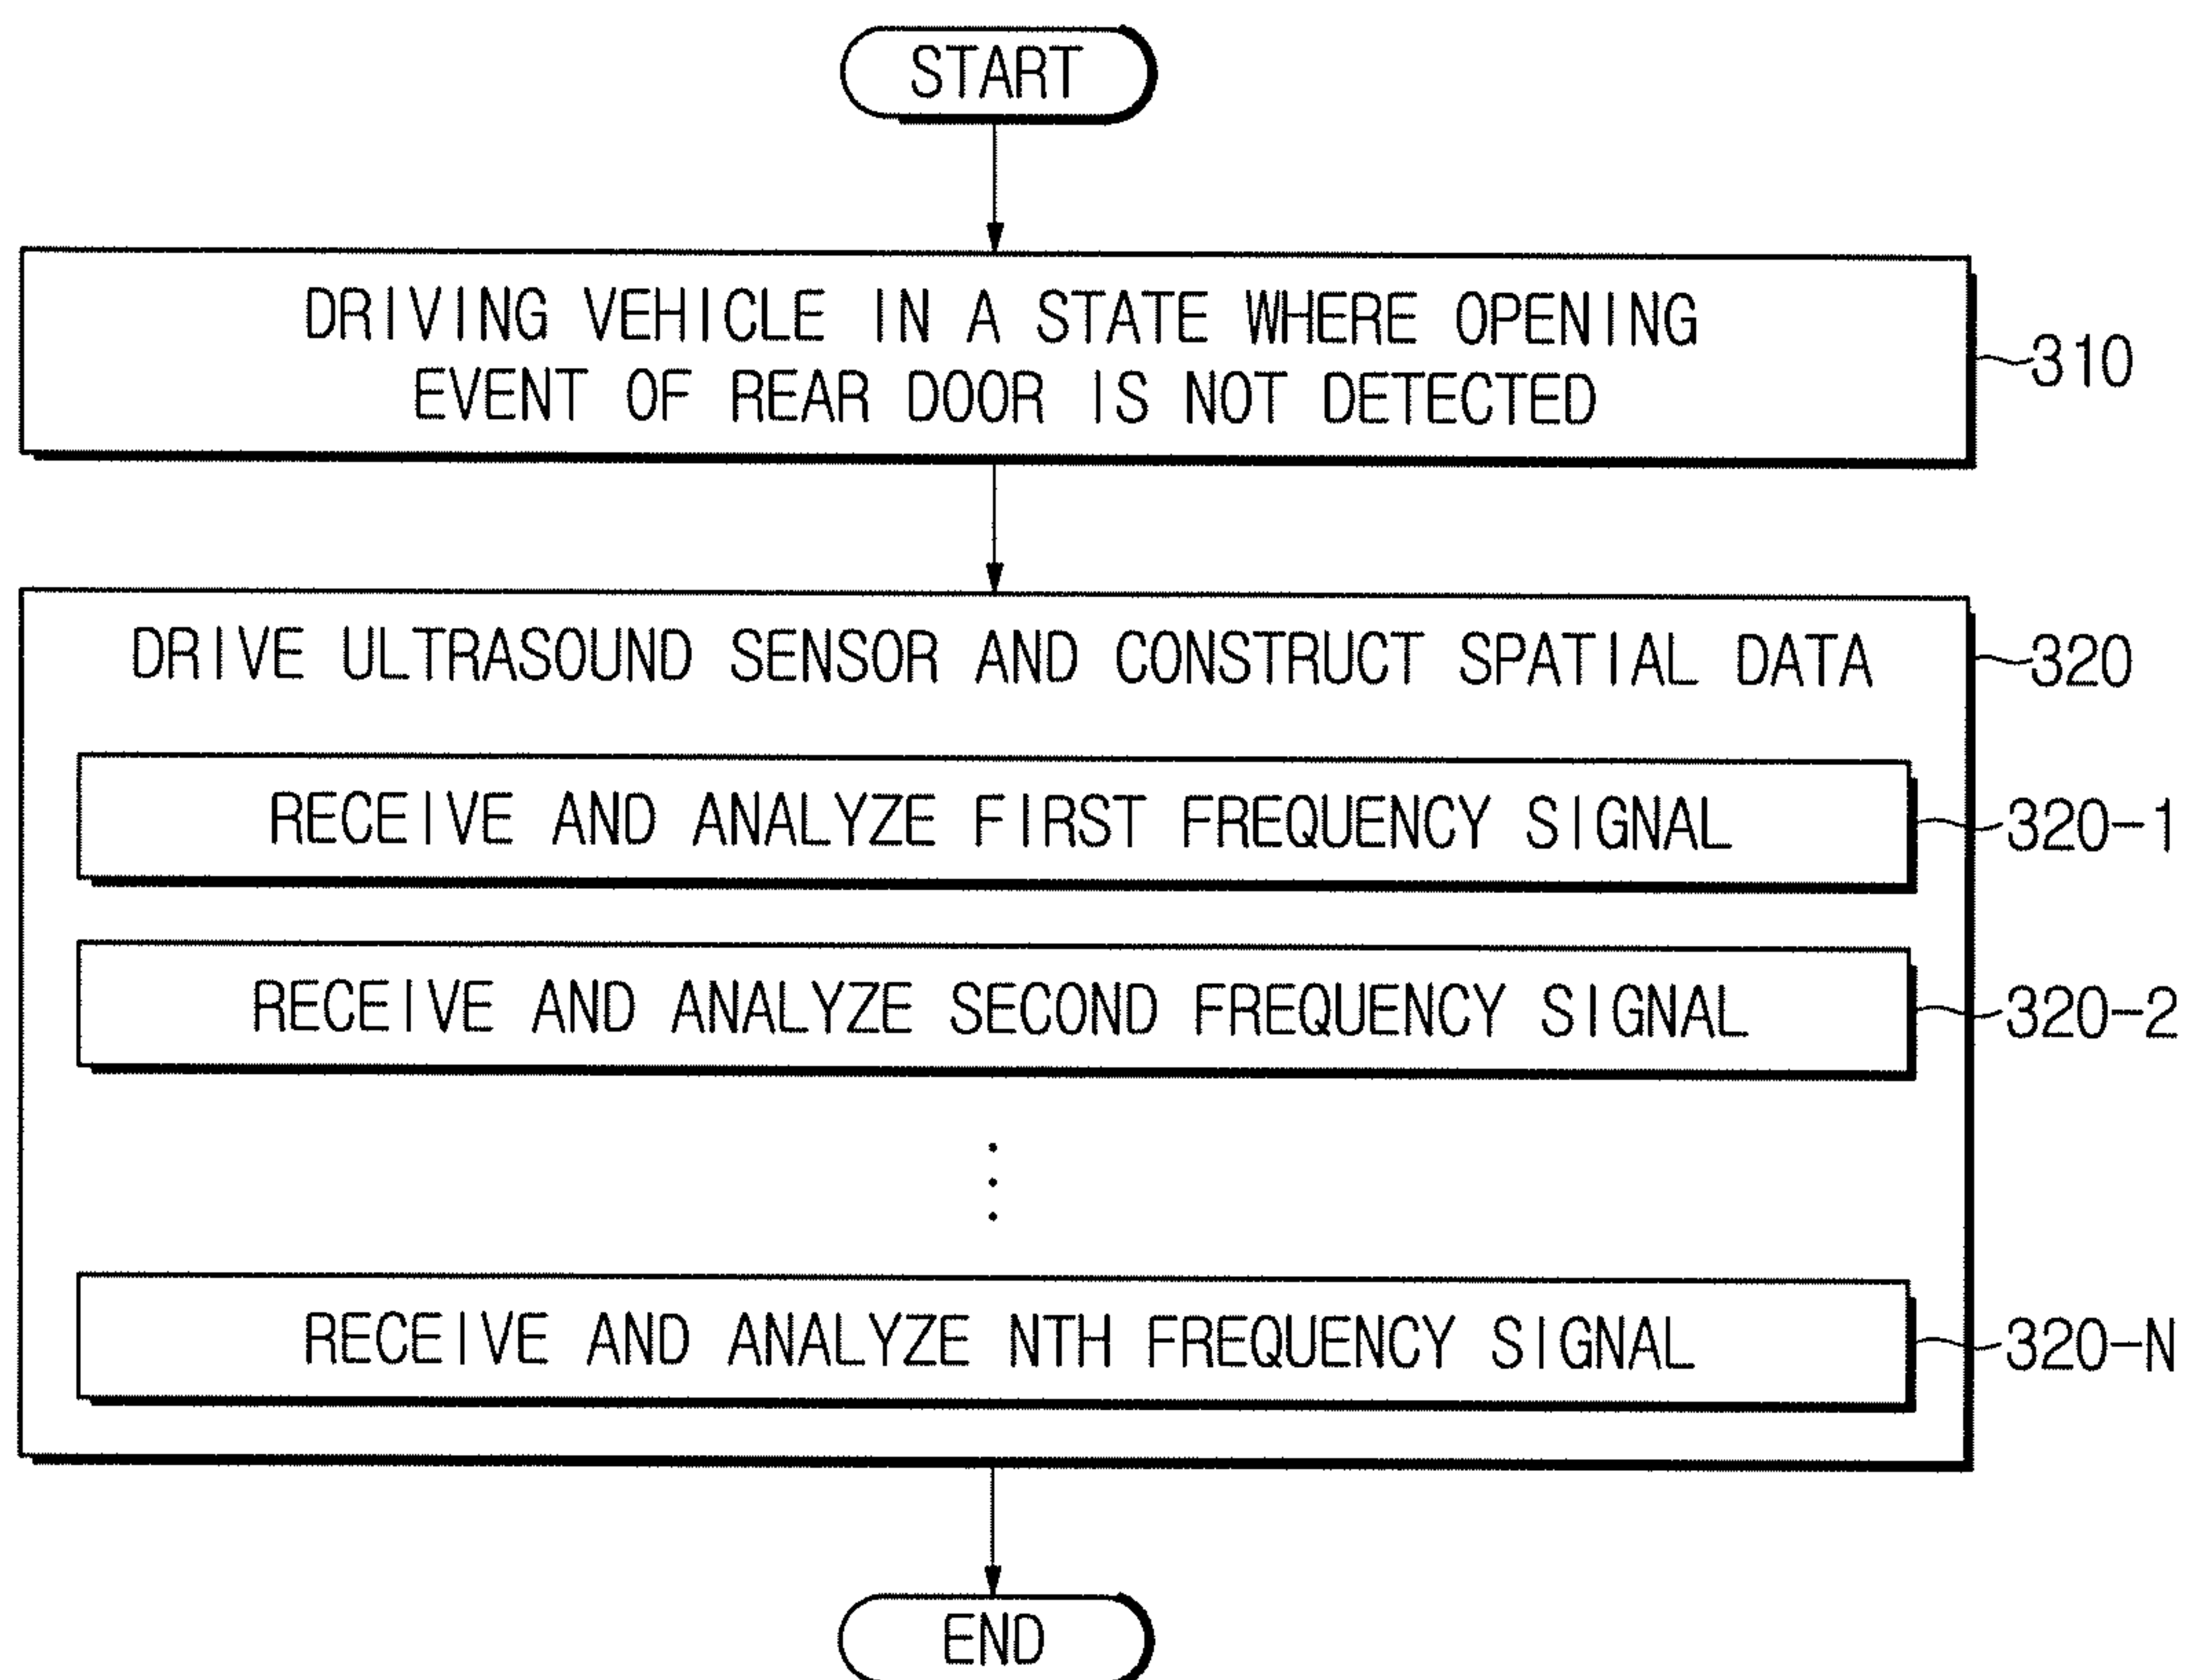 START
DRIVING VEHICLE IN A STATE WHERE OPENING
EVENT OF REAR DOOR IS NOT DETECTED
310
DRIVE ULTRASOUND SENSOR AND CONSTRUCT SPATIAL DATA
320
RECEIVE AND ANALYZE FIRST FREQUENCY SIGNAL
320-1
RECEIVE AND ANALYZE SECOND FREQUENCY SIGNAL
320-2
RECEIVE AND ANALYZE NTH FREQUENCY SIGNAL
320-N
END